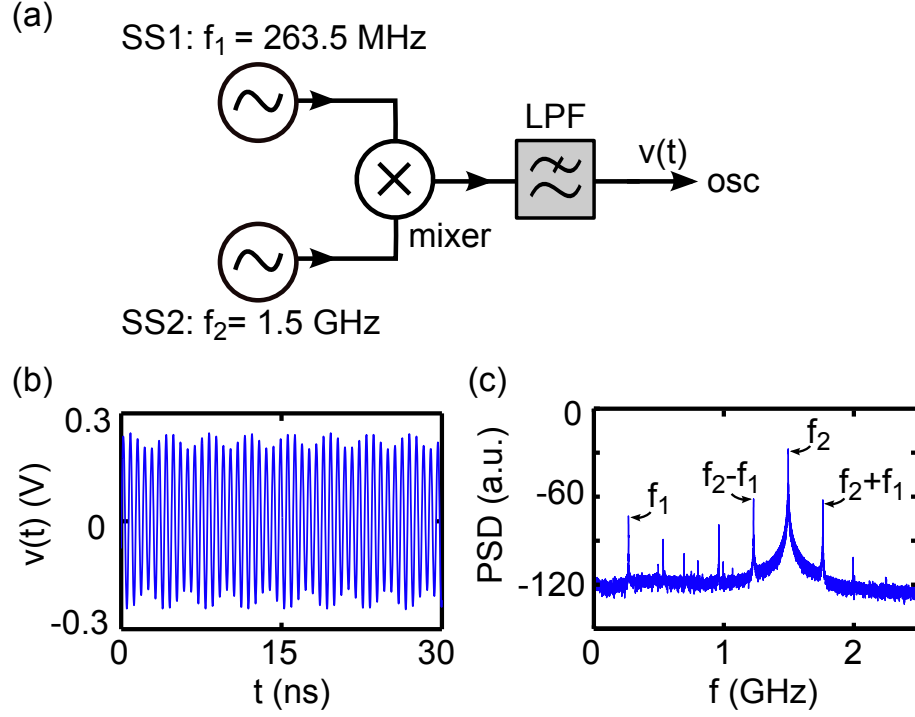 (a)
SS1: f₁ = 263.5 MHz
LPF
v(t)
osc
mixer
SS2: f₂= 1.5 GHz
(b)
0.3
0
-0.3
v(t) (V)
0
15
30
t (ns)
(c)
0
-60
-120
PSD (a.u.)
f₁
f₂-f₁
f₂
f₂+f₁
0
1
2
f (GHz)